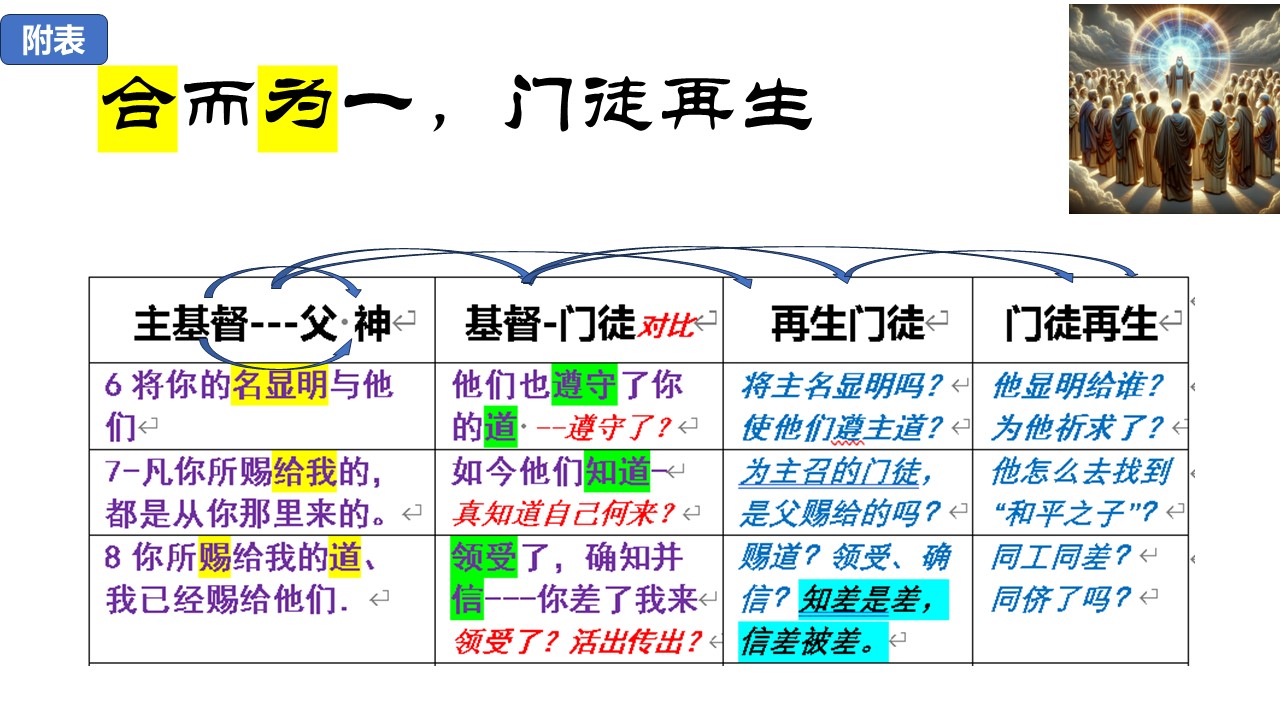 附表
合而为一，门徒再生
主基督---父·神
基督-门徒对比
再生门徒
门徒再生
6 将你的名显明与他
们
他们也遵守了你
的道· --遵守了？
将主名显明吗？
使他们遵主道？
他显明给谁？
为他祈求了？
7-凡你所赐给我的，
都是从你那里来的。
如今他们知道-
真知道自己何来？
为主召的门徒，
是父赐给的吗？
他怎么去找到
“和平之子”？
8 你所赐给我的道、
我已经赐给他们.
领受了，确知并
信---你差了我来
领受了？活出传出？
赐道？领受、确
信？知差是差，
信差被差。
同工同差？
同侪了吗？